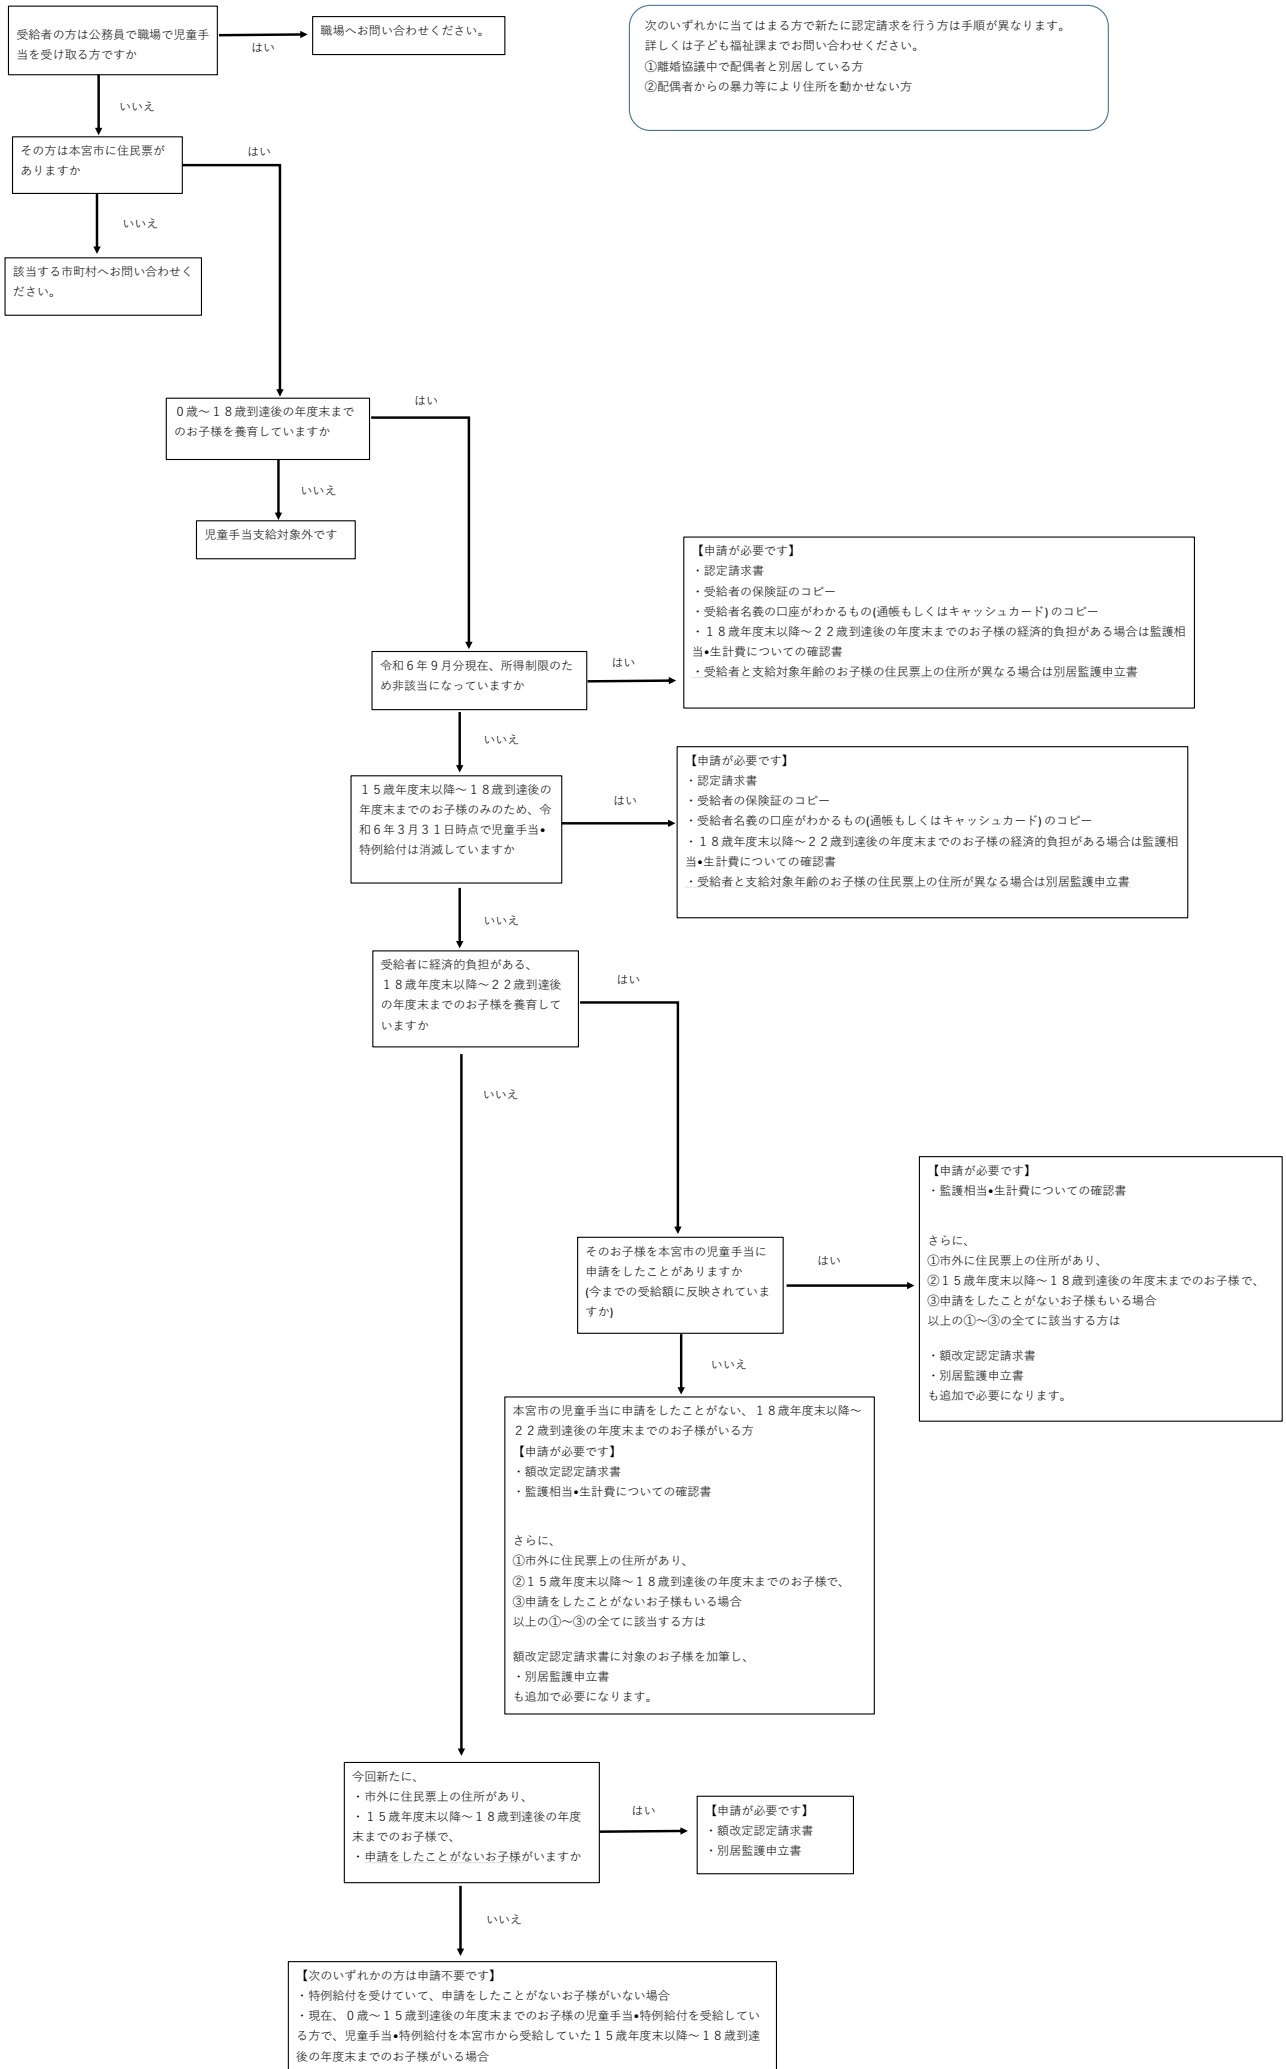 受給者の方は公務員で職場で児童手
当を受け取る方ですか
はい
職場へお問い合わせください。
次のいずれかに当てはまる方で新たに認定請求を行う方は手順が異なります。
詳しくは子ども福祉課までお問い合わせください。
①離婚協議中で配偶者と別居している方
②配偶者からの暴力等により住所を動かせない方
いいえ
その方は本宮市に住民票が
ありますか
はい
いいえ
該当する市町村へお問い合わせく
ださい。
０歳～１８歳到達後の年度末まで
のお子様を養育していますか
はい
いいえ
児童手当支給対象外です
令和６年９月分現在、所得制限のた
め非該当になっていますか
はい
【申請が必要です】
・認定請求書
・受給者の保険証のコピー
・受給者名義の口座がわかるもの(通帳もしくはキャッシュカード)のコピー
・１８歳年度末以降～２２歳到達後の年度末までのお子様の経済的負担がある場合は監護相
当•生計費についての確認書
・受給者と支給対象年齢のお子様の住民票上の住所が異なる場合は別居監護申立書
いいえ
１５歳年度末以降～１８歳到達後の
年度末までのお子様のみのため、令
和６年３月３１日時点で児童手当•
特例給付は消滅していますか
はい
【申請が必要です】
・認定請求書
・受給者の保険証のコピー
・受給者名義の口座がわかるもの(通帳もしくはキャッシュカード)のコピー
・１８歳年度末以降～２２歳到達後の年度末までのお子様の経済的負担がある場合は監護相
当•生計費についての確認書
・受給者と支給対象年齢のお子様の住民票上の住所が異なる場合は別居監護申立書
いいえ
受給者に経済的負担がある、
１８歳年度末以降～２２歳到達後
の年度末までのお子様を養育して
いますか
はい
いいえ
そのお子様を本宮市の児童手当に
申請をしたことがありますか
(今までの受給額に反映されていま
すか)
はい
【申請が必要です】
・監護相当•生計費についての確認書
さらに、
①市外に住民票上の住所があり、
②１５歳年度末以降～１８歳到達後の年度末までのお子様で、
③申請をしたことがないお子様もいる場合
以上の①～③の全てに該当する方は
・額改定認定請求書
・別居監護申立書
も追加で必要になります。
いいえ
本宮市の児童手当に申請をしたことがない、１８歳年度末以降～
２２歳到達後の年度末までのお子様がいる方
【申請が必要です】
・額改定認定請求書
・監護相当•生計費についての確認書
さらに、
①市外に住民票上の住所があり、
②１５歳年度末以降～１８歳到達後の年度末までのお子様で、
③申請をしたことがないお子様もいる場合
以上の①～③の全てに該当する方は
額改定認定請求書に対象のお子様を加筆し、
・別居監護申立書
も追加で必要になります。
今回新たに、
・市外に住民票上の住所があり、
・１５歳年度末以降～１８歳到達後の年度
末までのお子様で、
・申請をしたことがないお子様がいますか
はい
【申請が必要です】
・額改定認定請求書
・別居監護申立書
いいえ
【次のいずれかの方は申請不要です】
・特例給付を受けていて、申請をしたことがないお子様がいない場合
・現在、０歳～１５歳到達後の年度末までのお子様の児童手当•特例給付を受給してい
る方で、児童手当•特例給付を本宮市から受給していた１５歳年度末以降～１８歳到達
後の年度末までのお子様がいる場合